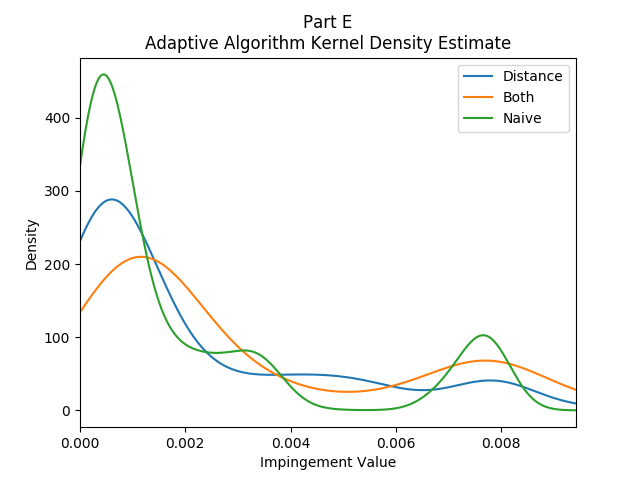 Part E
Adaptive Algorithm Kernel Density Estimate
Distance
Both
Naive
Density
400
300
200
100
0
0.000 0.002 0.004 0.006 0.008
Impingement Value